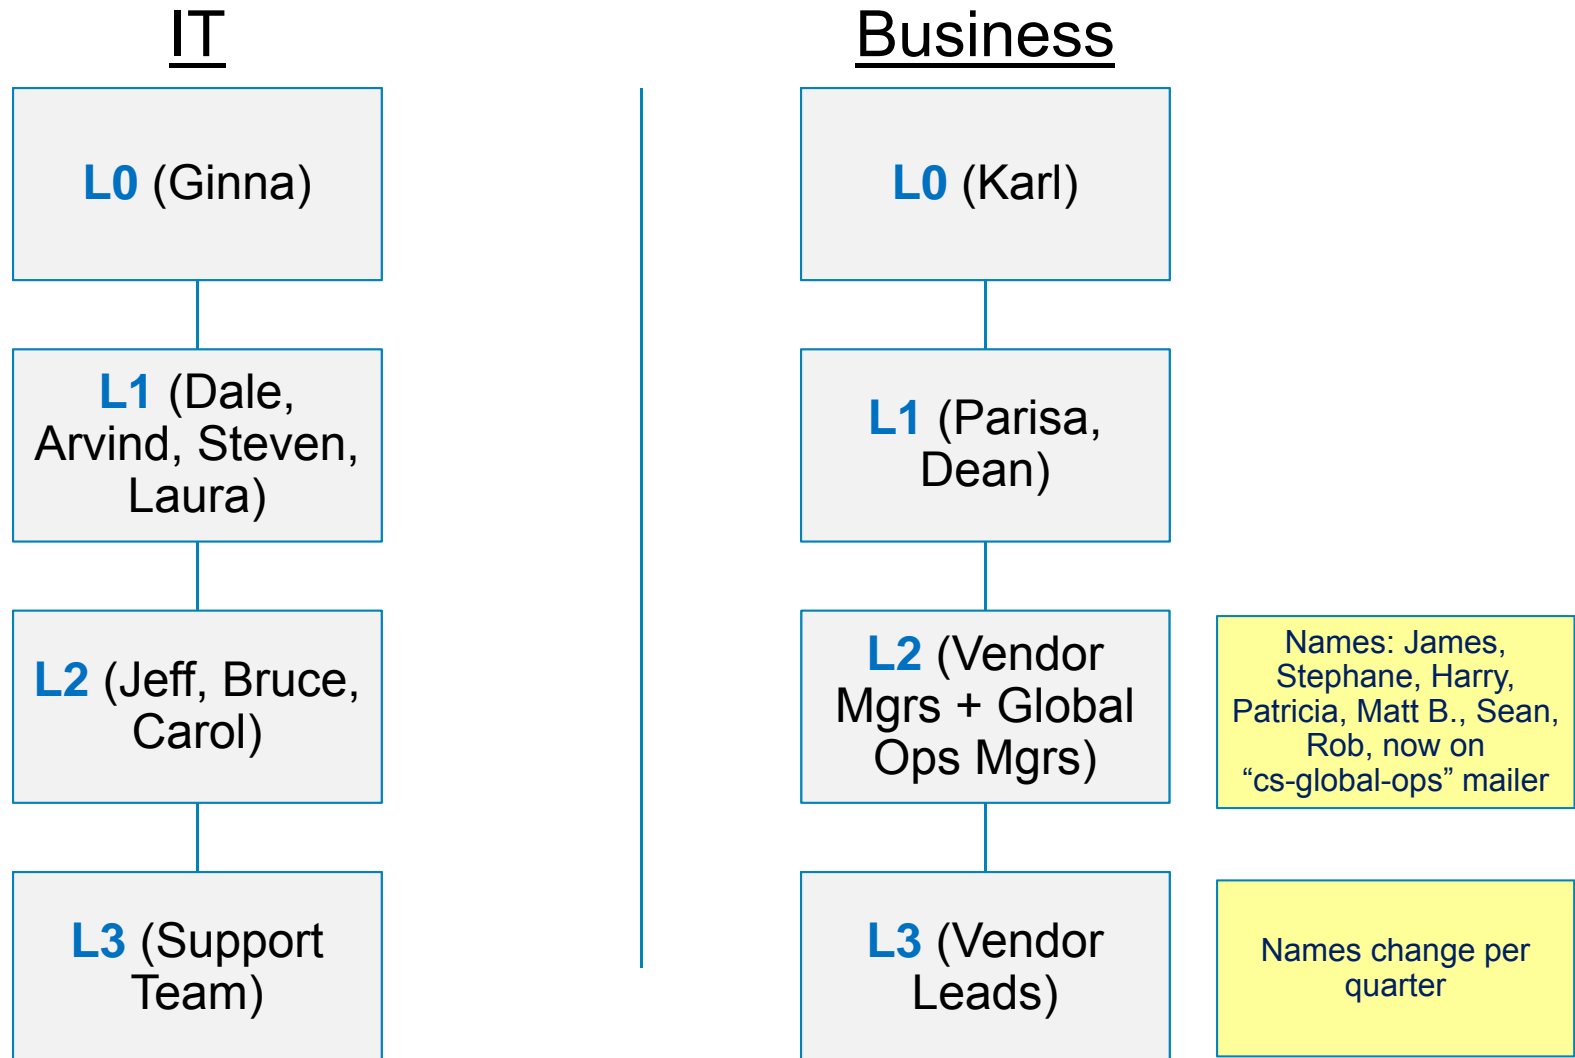 IT
Business
L0 (Ginna)
L0 (Karl)
L1 (Dale,
Arvind, Steven,
Laura)
L1 (Parisa,
Dean)
L2 (Jeff, Bruce,
Carol)
L2 (Vendor
Mgrs + Global
Ops Mgrs)
Names: James,
Stephane, Harry,
Patricia, Matt B., Sean,
Rob, now on
“cs-global-ops” mailer
L3 (Support
Team)
L3 (Vendor
Leads)
Names change per
quarter